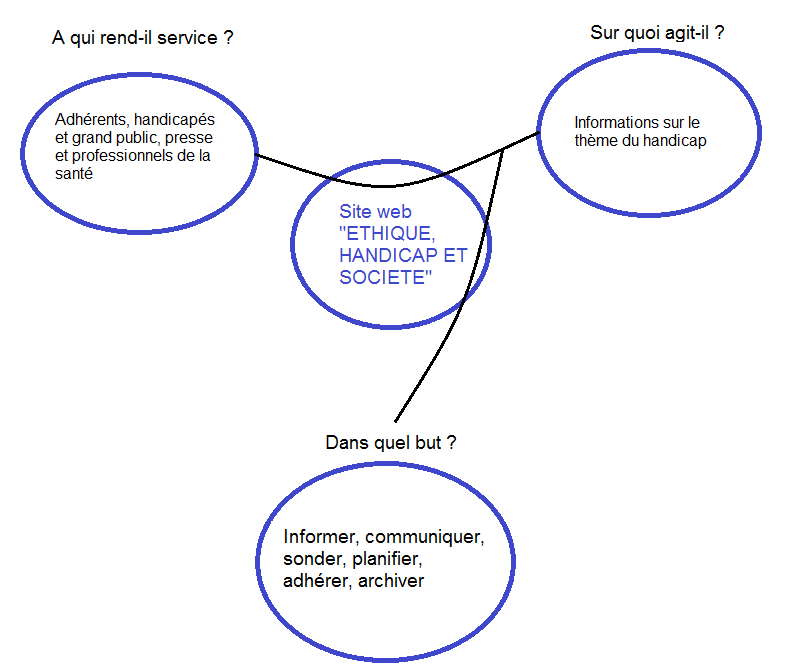 A qui rend-il service ?
Sur quoi agit-il ?
Adhérents, handicapés
et grand public, presse
et professionnels de la
santé
Informations sur le
thème du handicap
Site web
"ETHIQUE,
HANDICAP ET
SOCIETE"
Dans quel but ?
Informer, communiquer,
sonder, planifier,
adhérer, archiver